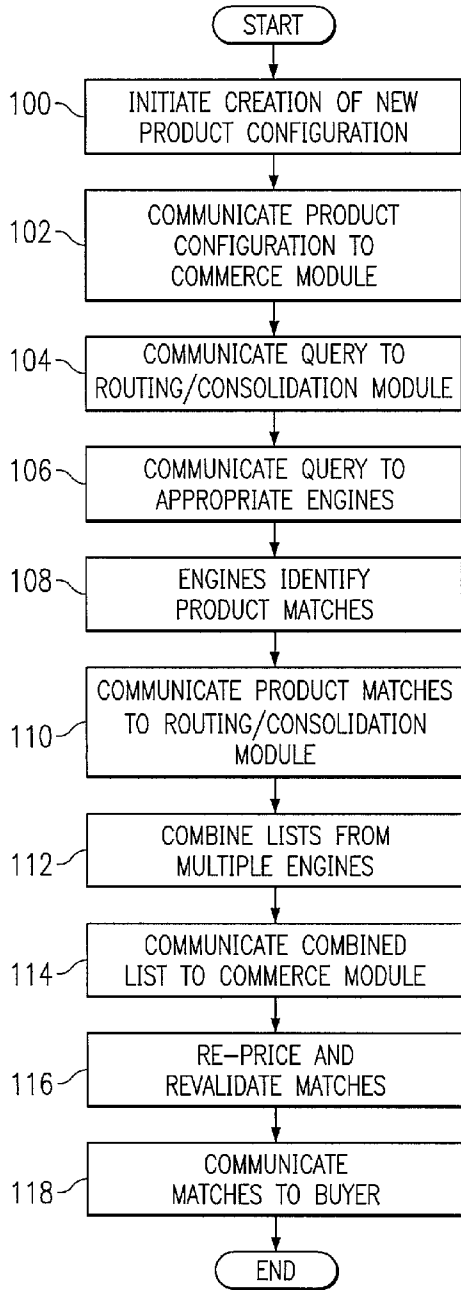 START
100
INITIATE CREATION OF NEW
PRODUCT CONFIGURATION
102
COMMUNICATE PRODUCT
CONFIGURATION TO
COMMERCE MODULE
104
COMMUNICATE QUERY TO
ROUTING/CONSOLIDATION MODULE
106
COMMUNICATE QUERY TO
APPROPRIATE ENGINES
108
ENGINES IDENTIFY
PRODUCT MATCHES
110
COMMUNICATE PRODUCT MATCHES
TO ROUTING/CONSOLIDATION
MODULE
112
COMBINE LISTS FROM
MULTIPLE ENGINES
114
COMMUNICATE COMBINED
LIST TO COMMERCE MODULE
116
RE-PRICE AND
REVALIDATE MATCHES
118
COMMUNICATE
MATCHES TO BUYER
END